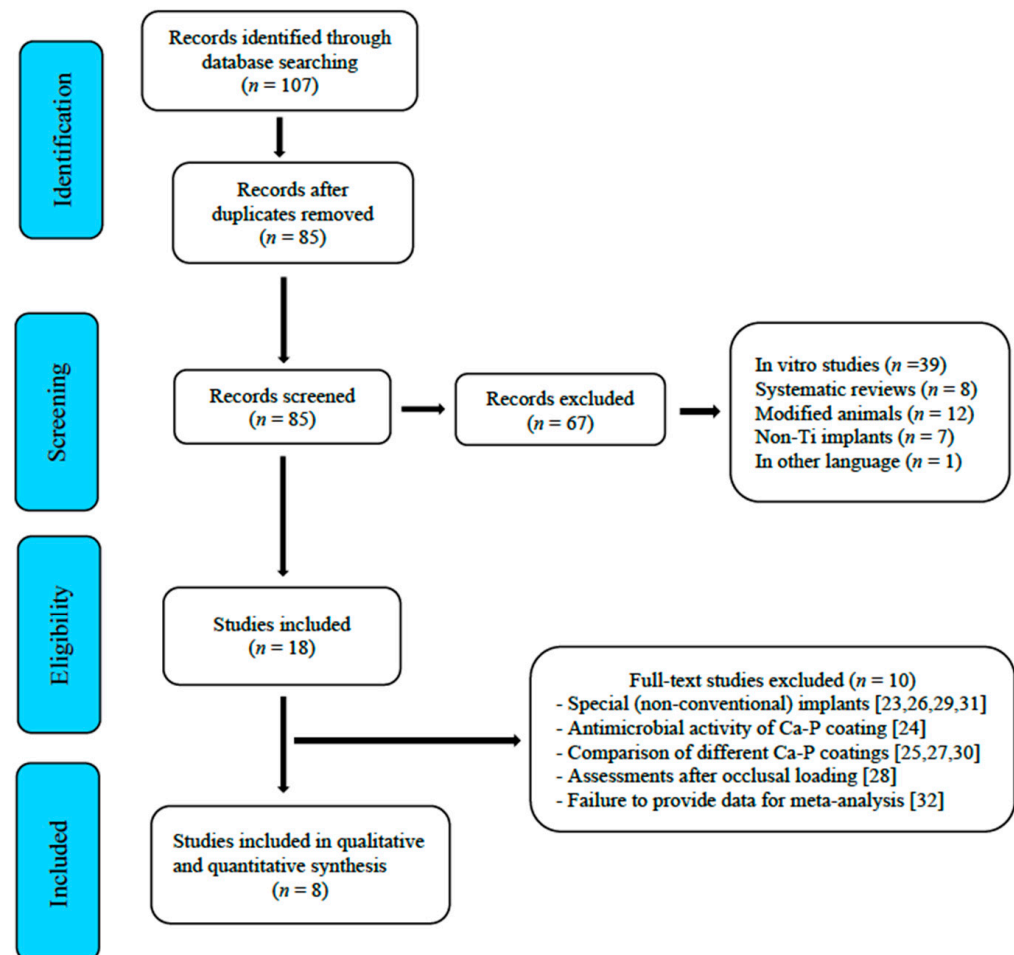 Identification
Records identified through
database searching
(n = 107)
Records after
duplicates removed
(n = 85)
Screening
Records screened
(n = 85)
Records excluded
(n = 67)
In vitro studies (n =39)
Systematic reviews (n = 8)
Modified animals (n = 12)
Non-Ti implants (n = 7)
In other language (n = 1)
Eligibility
Studies included
(n = 18)
Full-text studies excluded (n = 10)
- Special (non-conventional) implants [23,26,29,31]
- Antimicrobial activity of Ca-P coating [24]
- Comparison of different Ca-P coatings [25,27,30]
- Assessments after occlusal loading [28]
- Failure to provide data for meta-analysis [32]
Included
Studies included in qualitative
and quantitative synthesis
(n = 8)